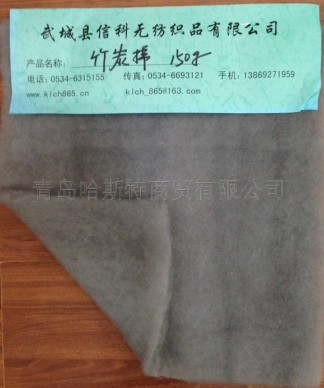 武城县信科无纺织品有限公司
产品名称: 竹炭棉 150g
电话:0534-6315155 传真:0534-6693121 手机:13869271959
www.klch865.cn klch_865@163.com
青岛哈斯特商贸有限公司